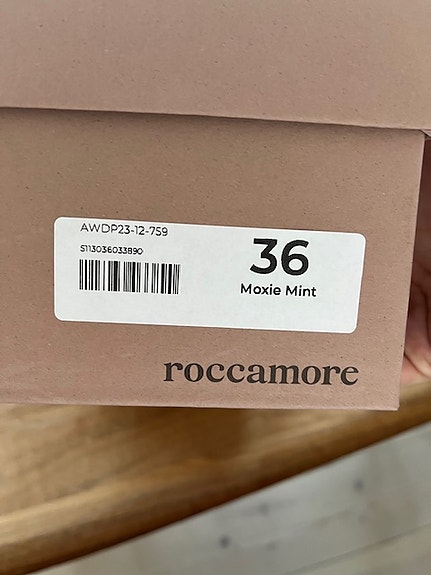 AWDP23-12-759
S113036033890
36
Moxie Mint
roccamore